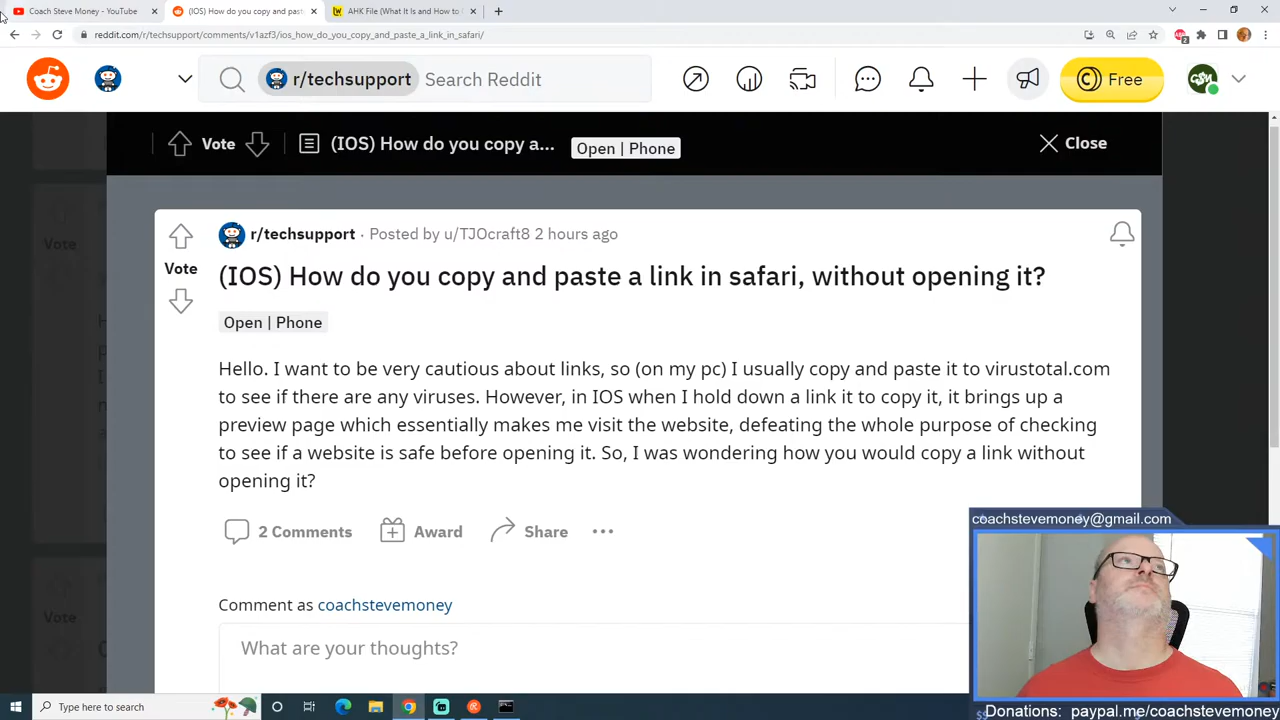 Coach Steve Money - YouTube
(IOS) How do you copy and paste
AHK File (What It Is and How to O
reddit.com/r/techsupport/comments/v1azf3/ios_how_do_you_copy_and_paste_a_link_in_safari/
r/techsupport
Search Reddit
Free
Vote
(IOS) How do you copy a...
Open | Phone
Close
r/techsupport · Posted by u/TJOcraft8 2 hours ago
Vote
(IOS) How do you copy and paste a link in safari, without opening it?
Open | Phone
Hello. I want to be very cautious about links, so (on my pc) I usually copy and paste it to virustotal.com
to see if there are any viruses. However, in IOS when I hold down a link it to copy it, it brings up a
preview page which essentially makes me visit the website, defeating the whole purpose of checking
to see if a website is safe before opening it. So, I was wondering how you would copy a link without
opening it?
2 Comments
Award
Share
coachstevemoney@gmail.com
Comment as coachstevemoney
What are your thoughts?
Vote
Vote
Type here to search
Donations: paypal.me/coachstevemoney